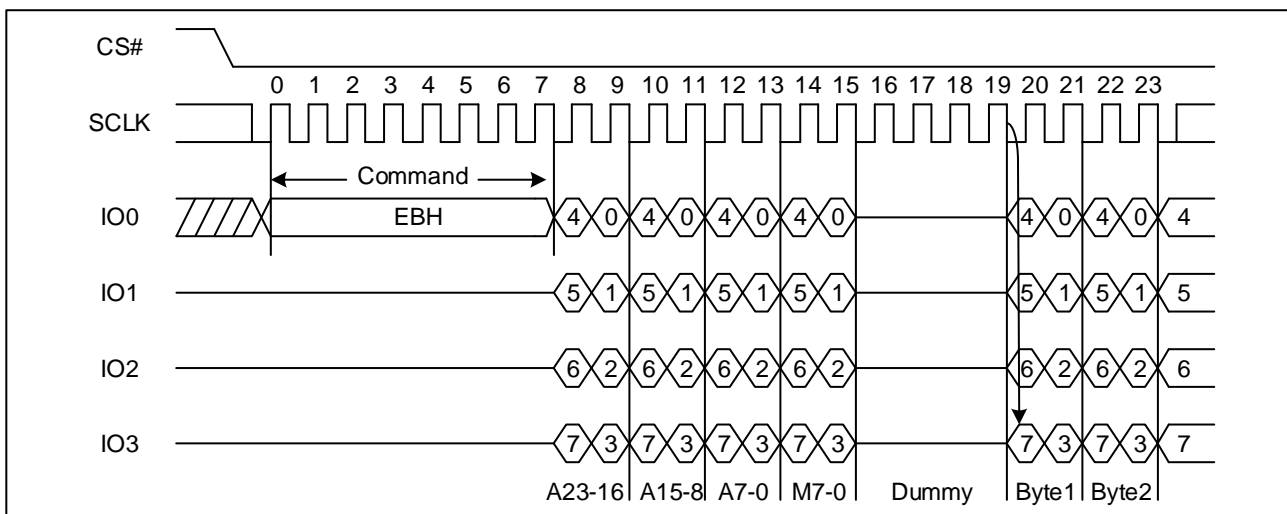 CS#
0 1 2 3 4 5 6 7 8 9 10 11 12 13 14 15 16 17 18 19 20 21 22 23
SCLK
Command
IO0 EBH 4 0 4 0 4 0 4 0 4 0 4 0 4
IO1 5 1 5 1 5 1 5 1 5 1 5 1 5
IO2 6 2 6 2 6 2 6 2 6 2 6 2 6
IO3 7 3 7 3 7 3 7 3 7 3 7 3 7
A23-16 A15-8 A7-0 M7-0 Dummy Byte1 Byte2